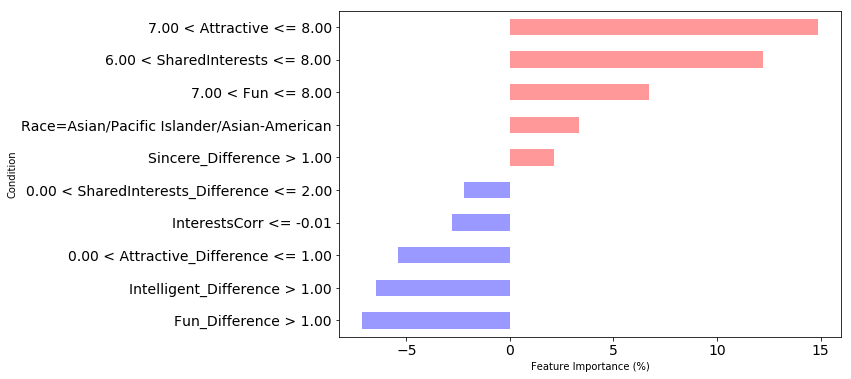 7.00 < Attractive <= 8.00
6.00 < SharedInterests <= 8.00
7.00 < Fun <= 8.00
Race=Asian/Pacific Islander/Asian-American
Sincere_Difference > 1.00
0.00 < SharedInterests_Difference <= 2.00
InterestsCorr <= -0.01
0.00 < Attractive_Difference <= 1.00
Intelligent_Difference > 1.00
Fun_Difference > 1.00
Condition
−5 0 5 10 15
Feature Importance (%)